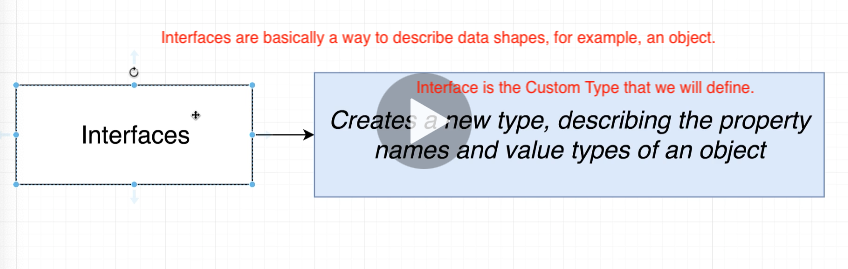 Interfaces are basically a way to describe data shapes, for example, an object.
Interface is the Custom Type that we will define.
Interfaces
Creates a new type, describing the property
names and value types of an object